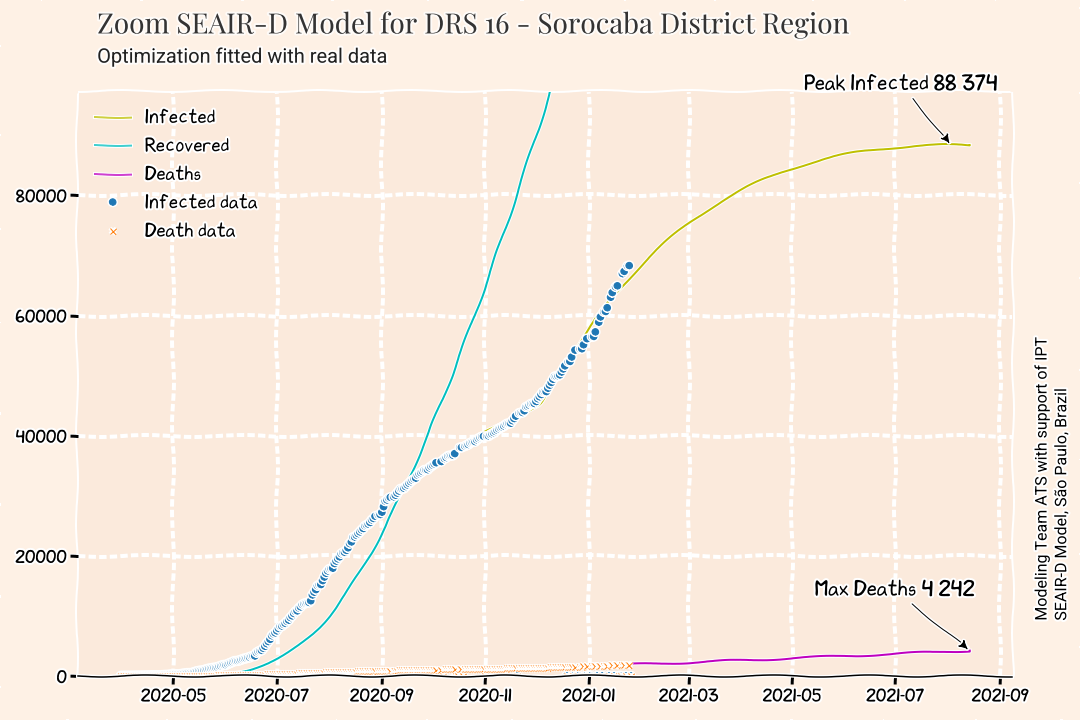 Zoom SEAIR-D Model for DRS 16 - Sorocaba District Region
Optimization fitted with real data
Peak Infected 88 374
Infected
Recovered
Deaths
Infected data
Death data
80000
60000
40000
20000
0
Max Deaths 4 242
2020-05
2020-07
2020-09
2020-11
2021-01
2021-03
2021-05
2021-07
2021-09
Modeling Team ATS with support of IPT
SEAIR-D Model, São Paulo, Brazil